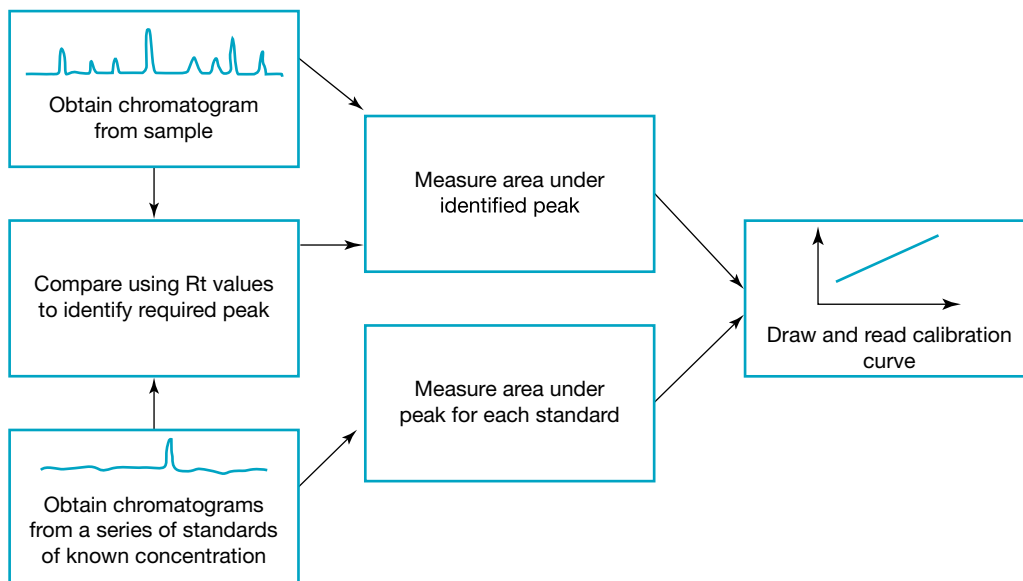 Obtain chromatogram
from sample
Compare using Rt values
to identify required peak
Obtain chromatograms
from a series of standards
of known concentration
Measure area under
identified peak
Measure area under
peak for each standard
Draw and read calibration
curve